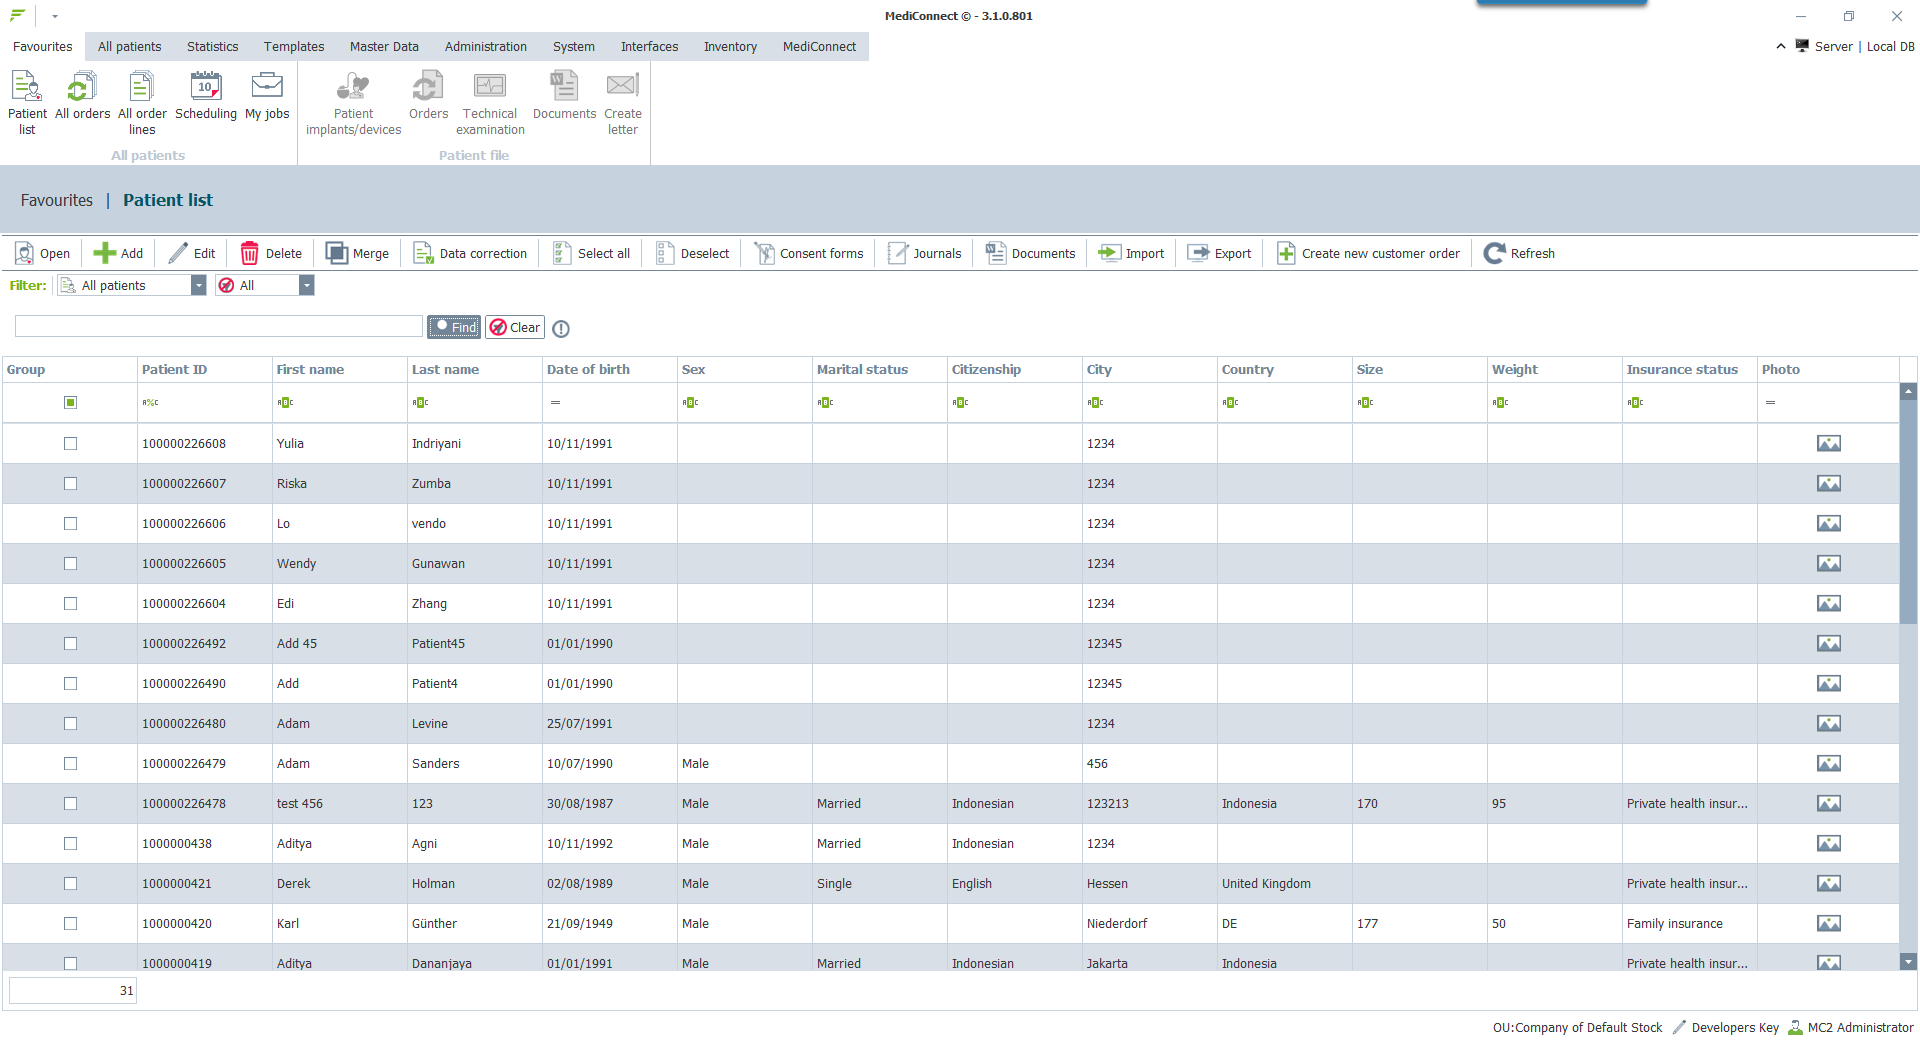 MediConnect © - 3.1.0.801
Favourites All patients Statistics Templates Master Data Administration System Interfaces Inventory MediConnect
Server | Local DB
Patient list All orders All order lines Scheduling My jobs Patient implants/devices Orders Technical examination Documents Create letter
10
All patients Patient file
Favourites | Patient list
Open Add Edit Delete Merge Data correction Select all Deselect Consent forms Journals Documents Import Export Create new customer order Refresh
Filter: All patients All
Find Clear
Group Patient ID First name Last name Date of birth Sex Marital status Citizenship City Country Size Weight Insurance status Photo
100000226608 Yulia Indriyani 10/11/1991 1234
100000226607 Riska Zumba 10/11/1991 1234
100000226606 Lo vendo 10/11/1991 1234
100000226605 Wendy Gunawan 10/11/1991 1234
100000226604 Edi Zhang 10/11/1991 1234
100000226492 Add 45 Patient45 01/01/1990 12345
100000226490 Add Patient4 01/01/1990 12345
100000226480 Adam Levine 25/07/1991 1234
100000226479 Adam Sanders 10/07/1990 Male 456
100000226478 test 456 123 30/08/1987 Male Married Indonesian 123213 Indonesia 170 95 Private health insur...
1000000438 Aditya Agni 10/11/1992 Male Married Indonesian 1234
1000000421 Derek Holman 02/08/1989 Male Single English Hessen United Kingdom Private health insur...
1000000420 Karl Günther 21/09/1949 Male Niederdorf DE 177 50 Family insurance
1000000419 Aditya Dananjaya 01/01/1991 Male Married Indonesian Jakarta Indonesia Private health insur...
31
OU:Company of Default Stock Developers Key MC2 Administrator